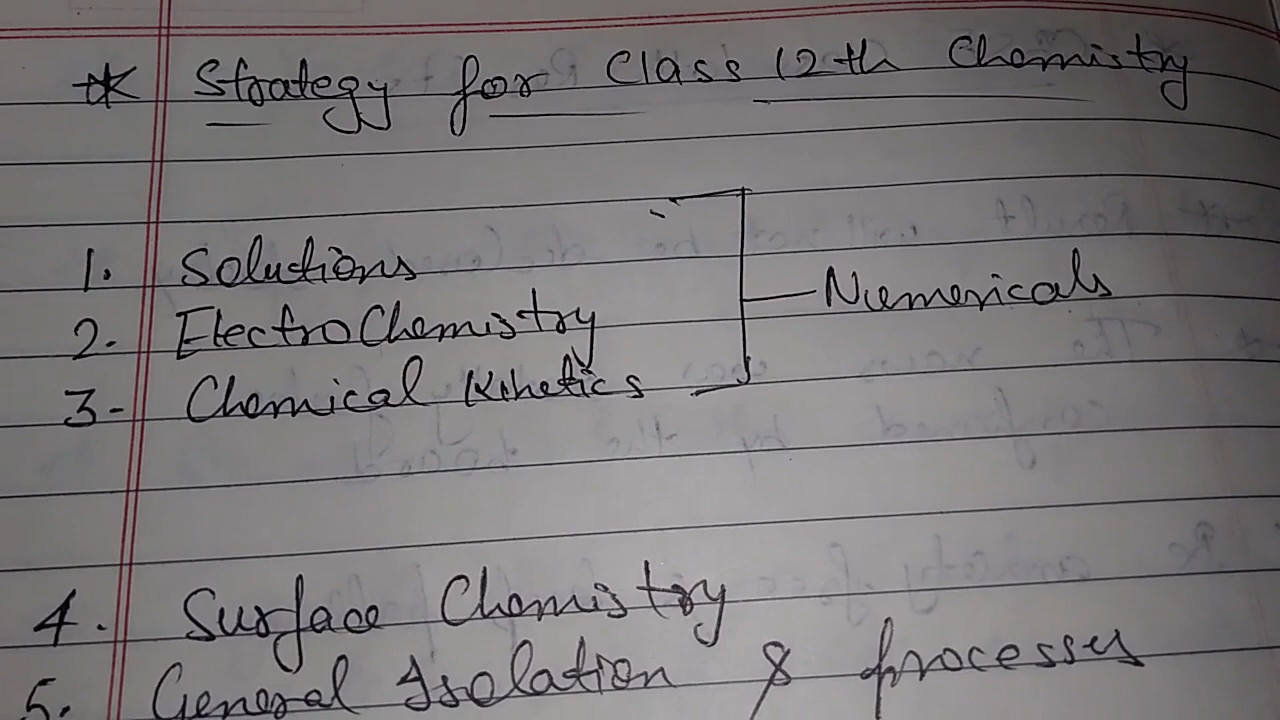 * Strategy for Class 12th Chemistry
1. Solutions
2. ElectroChemistry
3- Chemical Kinetics
Numericals
4. Surface Chemistry
5. General Isolation & processes